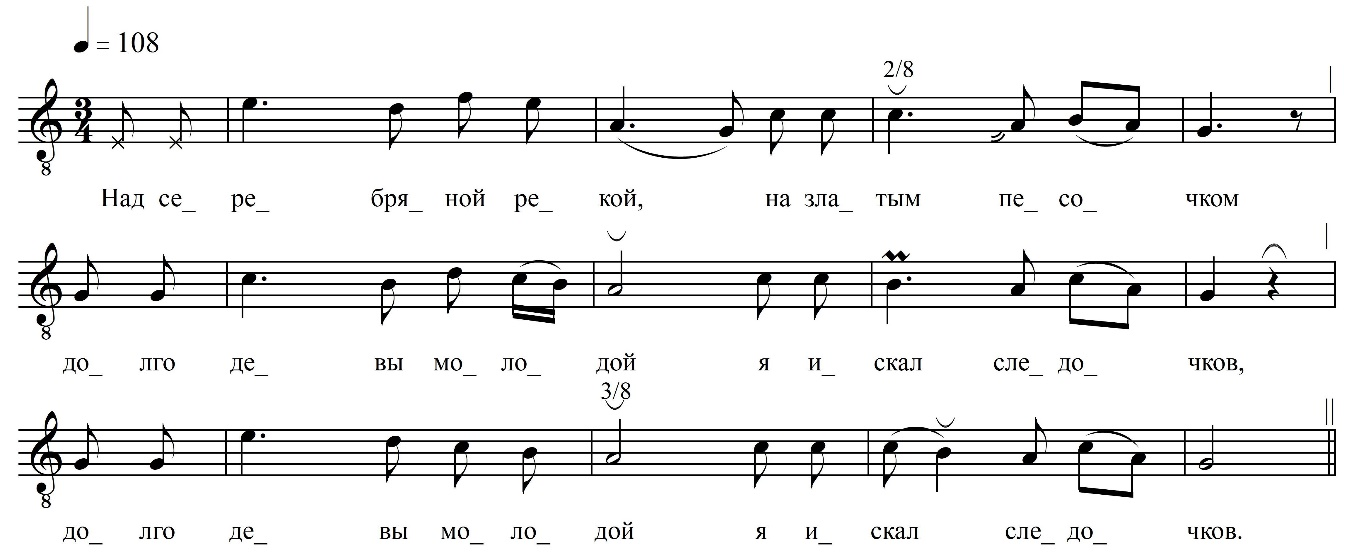 = 108
2/8
Над се_ ре_ бря_ ной ре_ кой, на зла_ тым пе_ со_ чком
до_ лго де_ вы мо_ ло_ дой я и_ скал сле_ до_ чков,
3/8
до_ лго де_ вы мо_ ло_ дой я и_ скал сле_ до_ чков.